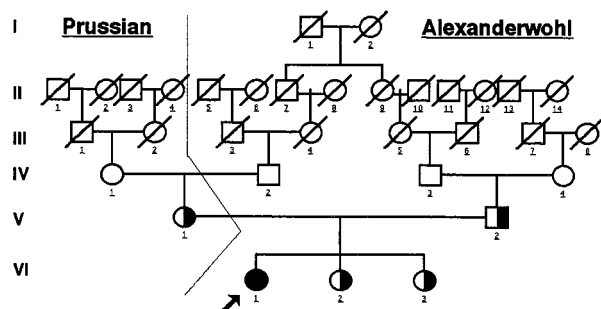 I Prussian Alexanderwohl
1 2
II
1 2 3 4 5 6 7 8 9 10 11 12 13 14
III
1 2 3 4 5 6 7 8
IV
1 2 3 4
V
1 2
VI
1 2 3